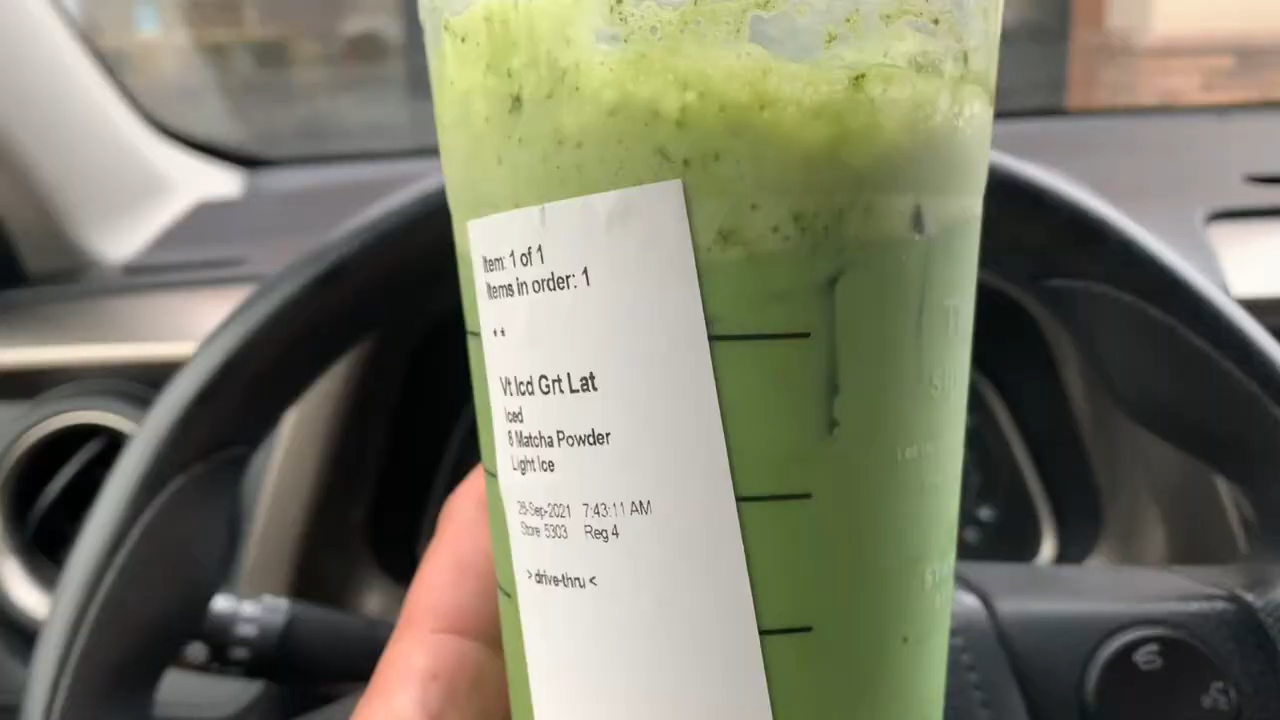 Item: 1 of 1
Items in order: 1
* *
Vt Icd Grt Lat
Iced
8 Matcha Powder
Light Ice
28-Sep-2021 7:43:11 AM
Store 5303 Reg 4
> drive-thru <